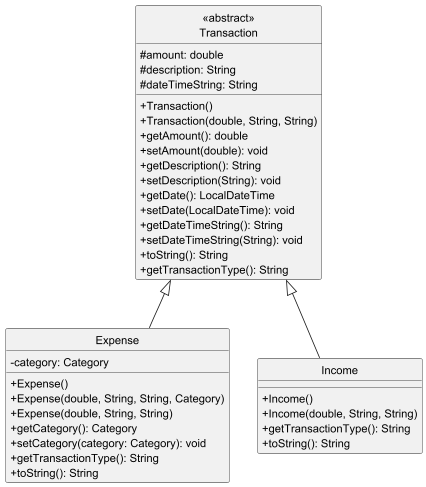 «abstract»
Transaction
#amount: double
#description: String
#dateTimeString: String
+Transaction()
+Transaction(double, String, String)
+getAmount(): double
+setAmount(double): void
+getDescription(): String
+setDescription(String): void
+getDate(): LocalDateTime
+setDate(LocalDateTime): void
+getDateTimeString(): String
+setDateTimeString(String): void
+toString(): String
+getTransactionType(): String
Expense
-category: Category
+Expense()
+Expense(double, String, String, Category)
+Expense(double, String, String)
+getCategory(): Category
+setCategory(category: Category): void
+getTransactionType(): String
+toString(): String
Income
+Income()
+Income(double, String, String)
+getTransactionType(): String
+toString(): String